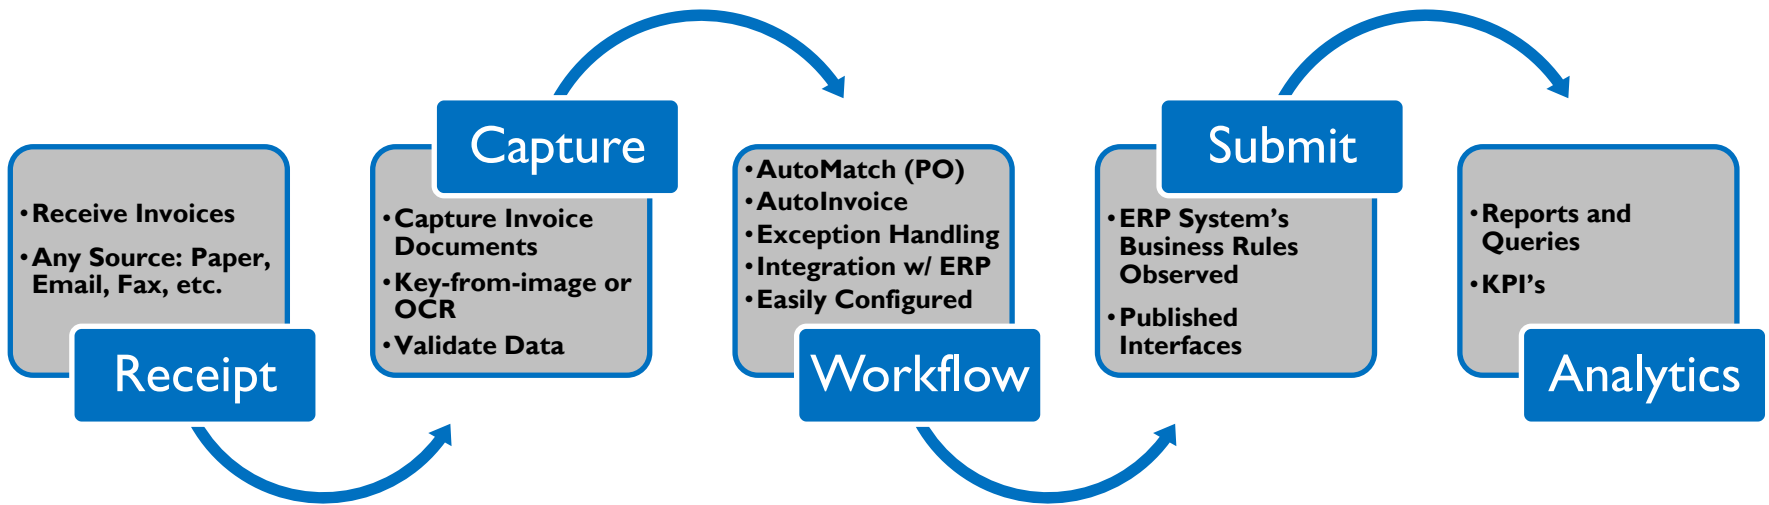 •Receive Invoices
•Any Source: Paper,
Email, Fax, etc.
Receipt
Capture
•Capture Invoice
Documents
•Key-from-image or
OCR
•Validate Data
•AutoMatch (PO)
•AutoInvoice
•Exception Handling
•Integration w/ ERP
•Easily Configured
Workflow
Submit
•ERP System’s
Business Rules
Observed
•Published
Interfaces
•Reports and
Queries
•KPI’s
Analytics